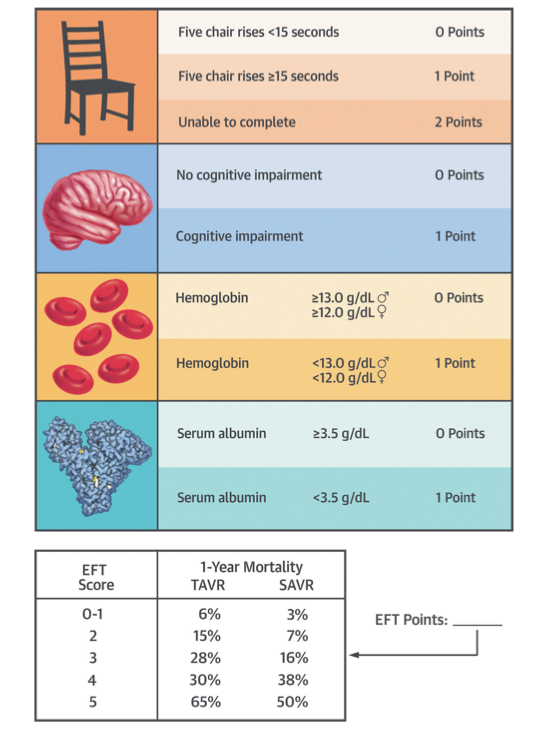 Five chair rises <15 seconds 0 Points
Five chair rises ≥15 seconds 1 Point
Unable to complete 2 Points
No cognitive impairment 0 Points
Cognitive impairment 1 Point
Hemoglobin ≥13.0 g/dL ♂ 0 Points
≥12.0 g/dL ♀
Hemoglobin <13.0 g/dL ♂ 1 Point
<12.0 g/dL ♀
Serum albumin ≥3.5 g/dL 0 Points
Serum albumin <3.5 g/dL 1 Point
EFT Score
1-Year Mortality
TAVR SAVR
0-1 6% 3%
2 15% 7%
3 28% 16%
4 30% 38%
5 65% 50%
EFT Points: ______